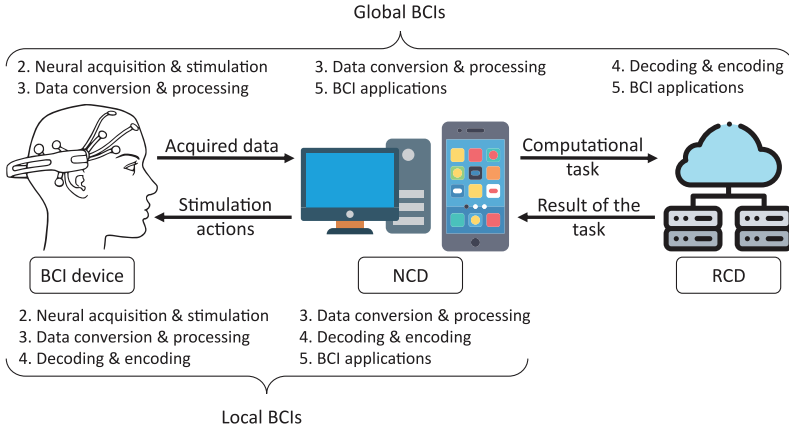 Global BCIs
2. Neural acquisition & stimulation
3. Data conversion & processing
3. Data conversion & processing
5. BCI applications
4. Decoding & encoding
5. BCI applications
Acquired data
Stimulation
actions
Computational
task
Result of the
task
BCI device
NCD
RCD
2. Neural acquisition & stimulation
3. Data conversion & processing
4. Decoding & encoding
3. Data conversion & processing
4. Decoding & encoding
5. BCI applications
Local BCIs